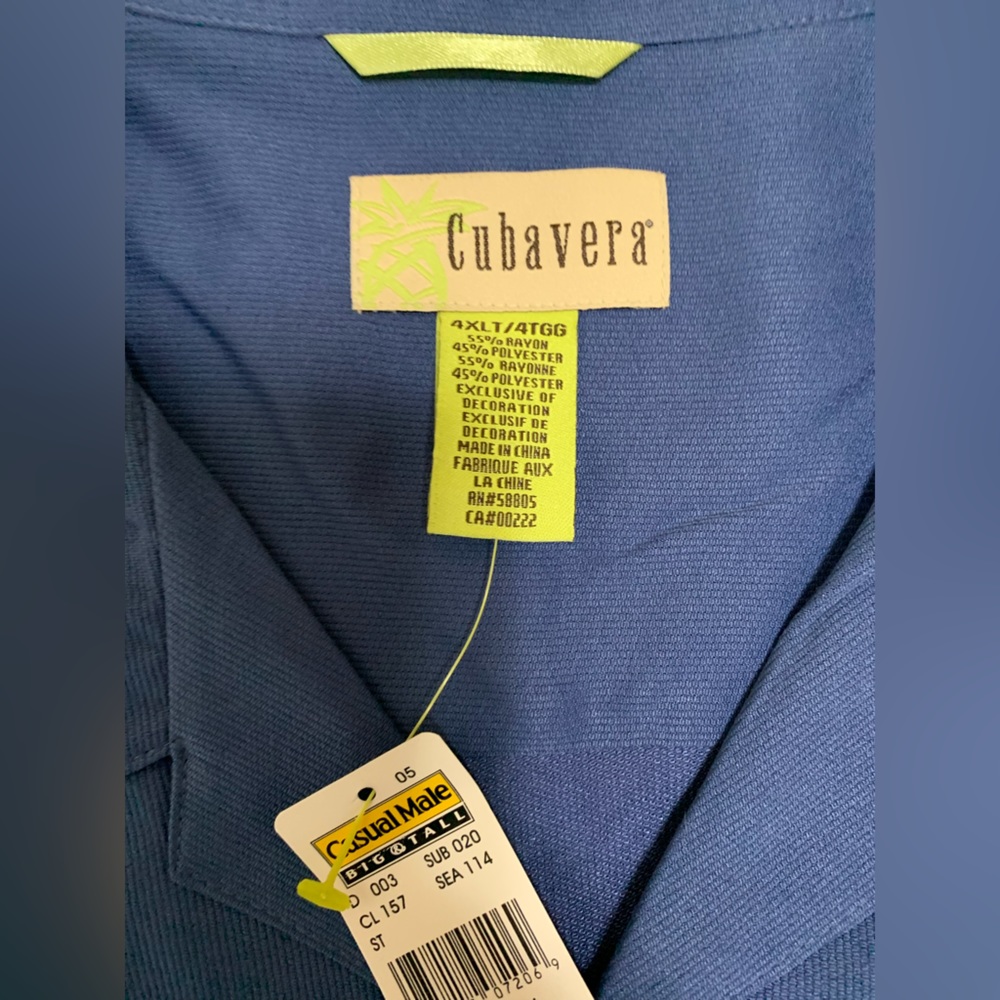 Cubavera®
4XLT/4TGG
55% RAYON
45% POLYESTER
55% RAYONNE
45% POLYESTER
EXCLUSIVE OF
DECORATION
EXCLUSIF DE
DECORATION
MADE IN CHINA
FABRIQUE AUX
LA CHINE
RN#58805
CA#00222
05
Casual Male
BIG & TALL
003 SUB 020
CL 157 SEA 114
ST
07206 9